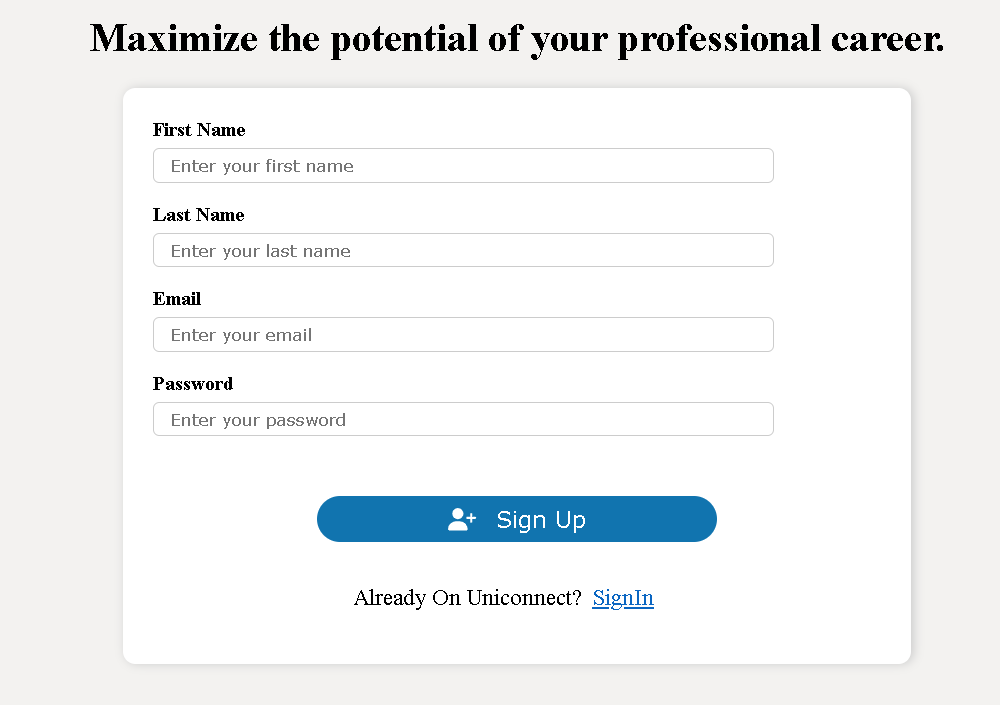 Maximize the potential of your professional career.
First Name
Enter your first name
Last Name
Enter your last name
Email
Enter your email
Password
Enter your password
Sign Up
Already On Uniconnect? SignIn